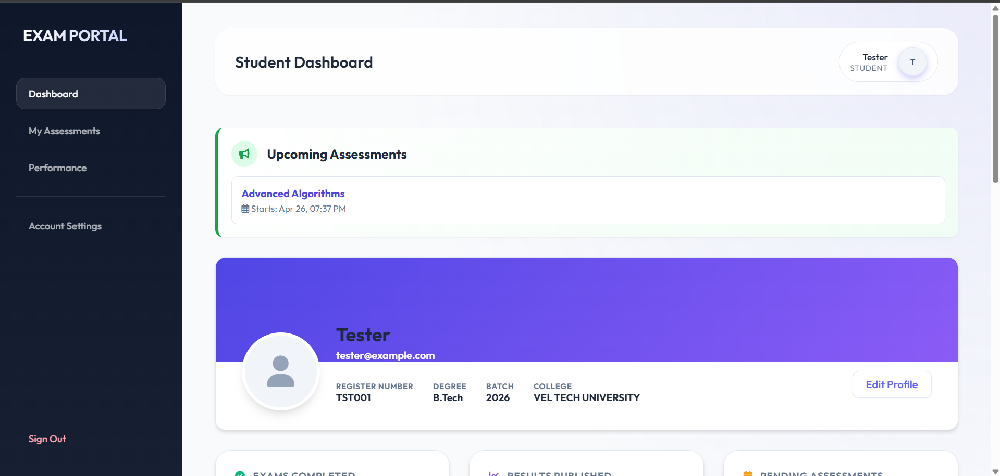 EXAM PORTAL
Dashboard
My Assessments
Performance
Account Settings
Sign Out
Student Dashboard
Tester
STUDENT
T
Upcoming Assessments
Advanced Algorithms
Starts: Apr 26, 07:37 PM
Tester
tester@example.com
REGISTER NUMBER
TST001
DEGREE
B.Tech
BATCH
2026
COLLEGE
VEL TECH UNIVERSITY
Edit Profile
EXAMS COMPLETED
RESULTS PUBLISHED
PENDING ASSESSMENTS